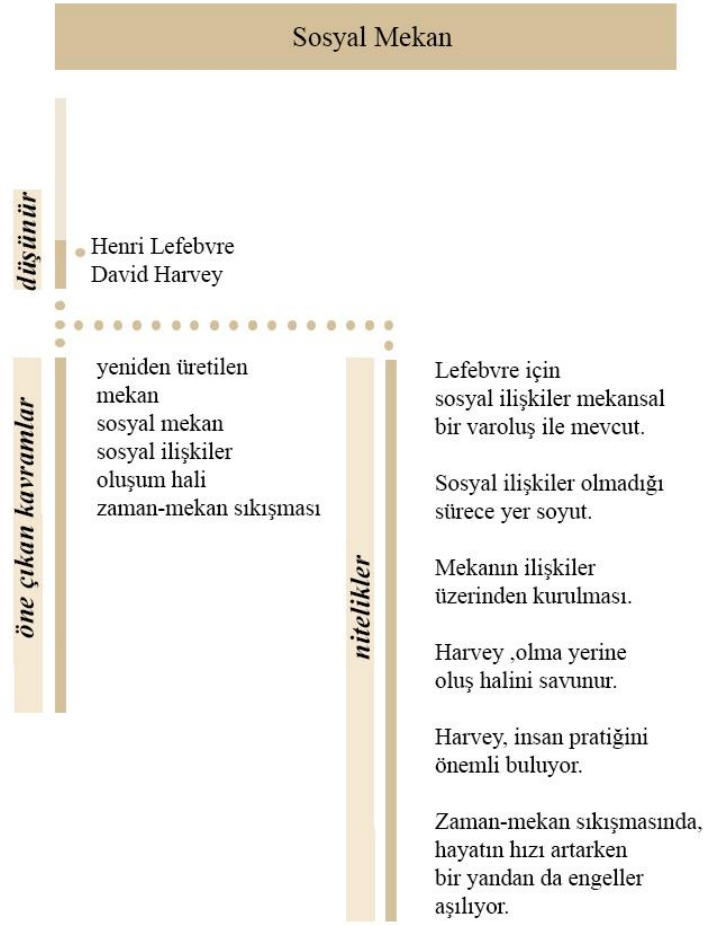 Sosyal Mekan
düşünür
Henri Lefebvre
David Harvey
öne çıkan kavramlar
yeniden üretilen
mekan
sosyal mekan
sosyal ilişkiler
oluşum hali
zaman-mekan sıkışması
nitelikler
Lefebvre için
sosyal ilişkiler mekansal
bir varoluş ile mevcut.
Sosyal ilişkiler olmadığı
sürece yer soyut.
Mekanın ilişkiler
üzerinden kurulması.
Harvey ,olma yerine
oluş halini savunur.
Harvey, insan pratiğini
önemli buluyor.
Zaman-mekan sıkışmasında,
hayatın hızı artarken
bir yandan da engeller
aşılıyor.